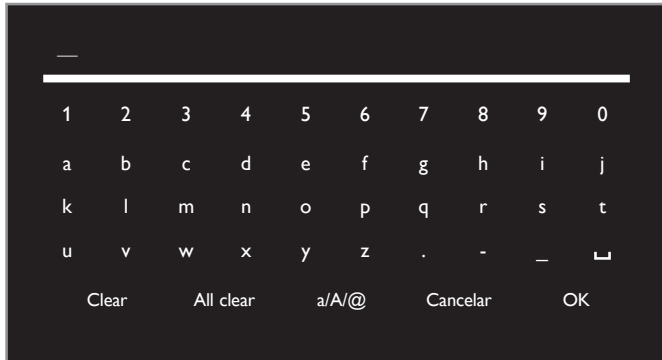 _
1 2 3 4 5 6 7 8 9 0
a b c d e f g h i j
k l m n o p q r s t
u v w x y z . - _ ␣
Clear All clear a/A/@ Cancelar OK